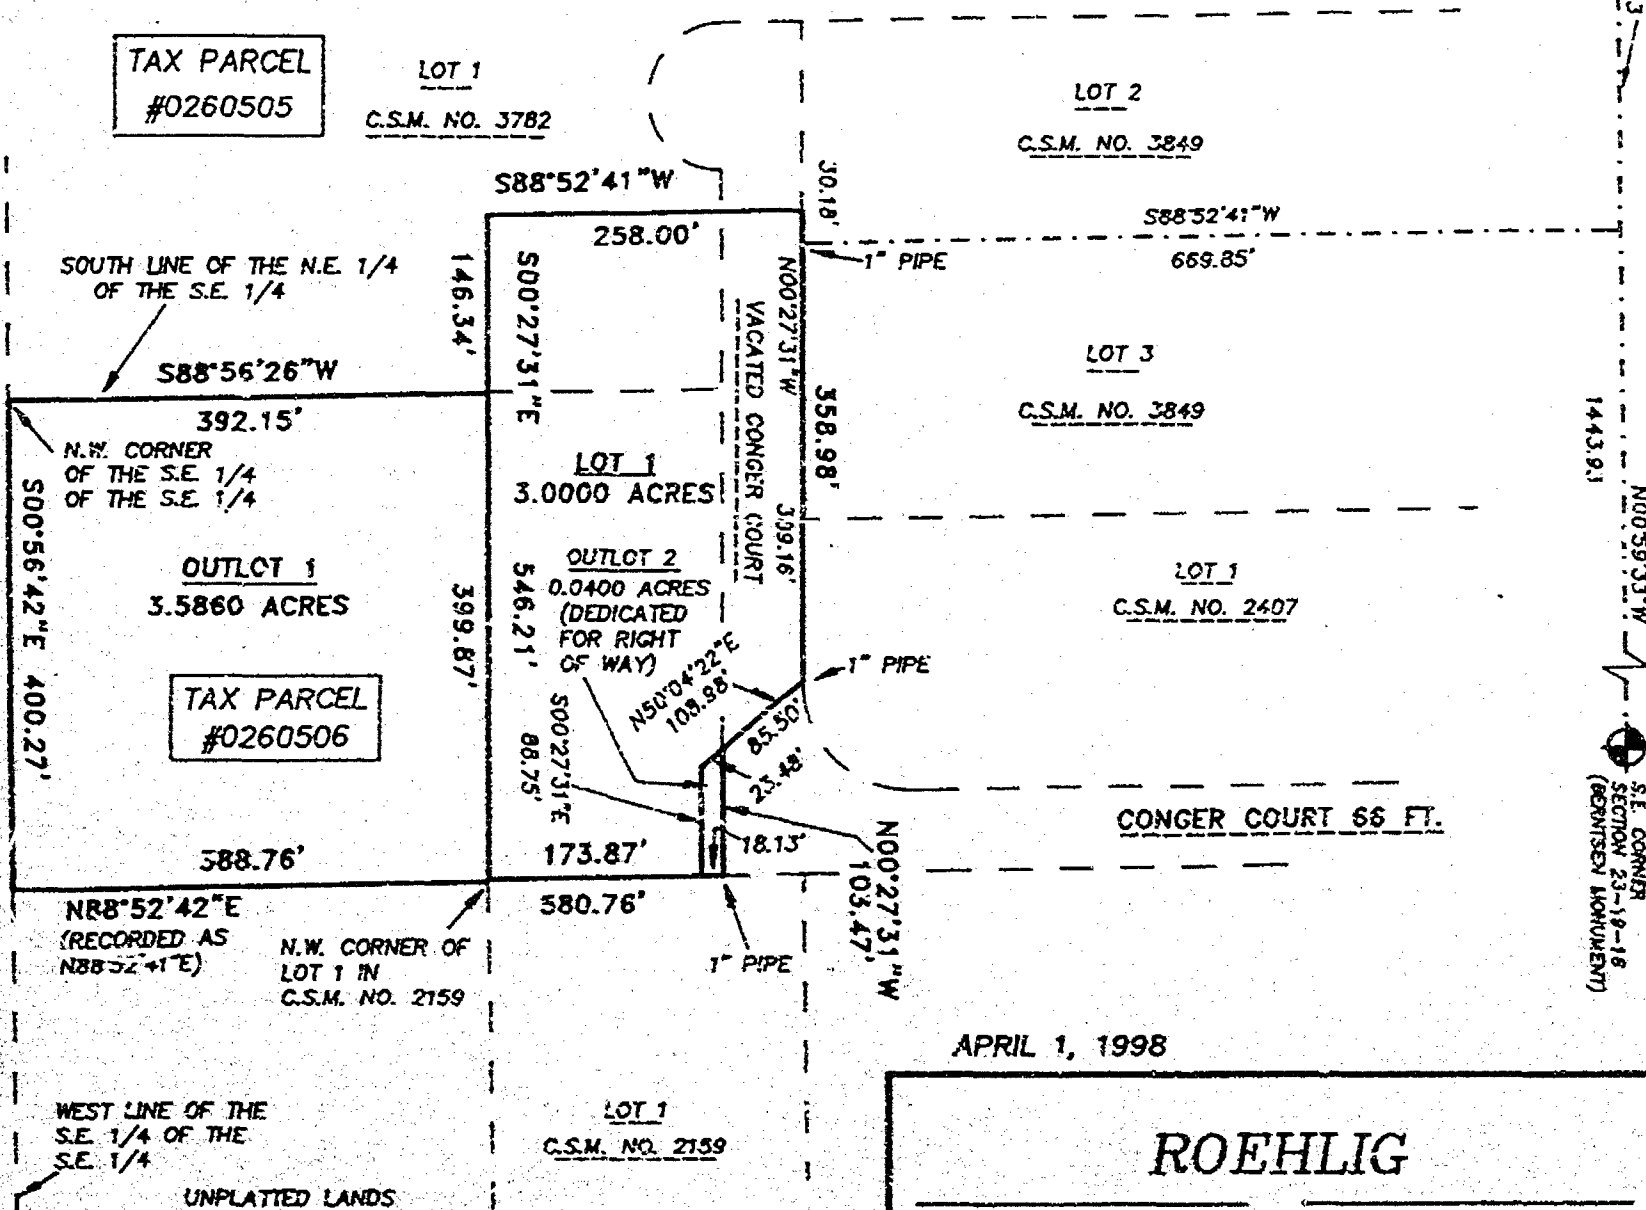 TAX PARCEL
#0260505
LOT 1
C.S.M. NO. 3782
LOT 2
C.S.M. NO. 3849
S88°52'41"W
258.00'
30.18'
S88°52'41"W
669.85'
1" PIPE
SOUTH LINE OF THE N.E. 1/4
OF THE S.E. 1/4
146.34'
S00°27'31"E
N00°27'31"W
VACATED CONGER COURT
358.98'
LOT 3
C.S.M. NO. 3849
1443.91
N00°59'33"W
S88°56'26"W
392.15'
N.W. CORNER
OF THE S.E. 1/4
OF THE S.E. 1/4
LOT 1
3.0000 ACRES
S00°56'42"E 400.27'
OUTLOT 1
3.5860 ACRES
399.87'
546.21'
OUTLOT 2
0.0400 ACRES
(DEDICATED
FOR RIGHT
OF WAY)
LOT 1
C.S.M. NO. 2407
TAX PARCEL
#0260506
N50°04'22"E
1" PIPE
85.50'
23.48'
S00°27'31"E
88.75'
S.E. CORNER
SECTION 23-19-18
(BERNTSEN MONUMENT)
CONGER COURT 66 FT.
388.76'
173.87'
18.13'
N00°27'31"W
103.47'
580.76'
N88°52'42"E
(RECORDED AS
N88°52'41"E)
N.W. CORNER OF
LOT 1 IN
C.S.M. NO. 2159
1" PIPE
APRIL 1, 1998
WEST LINE OF THE
S.E. 1/4 OF THE
S.E. 1/4
LOT 1
C.S.M. NO. 2159
UNPLATTED LANDS
ROEHLIG